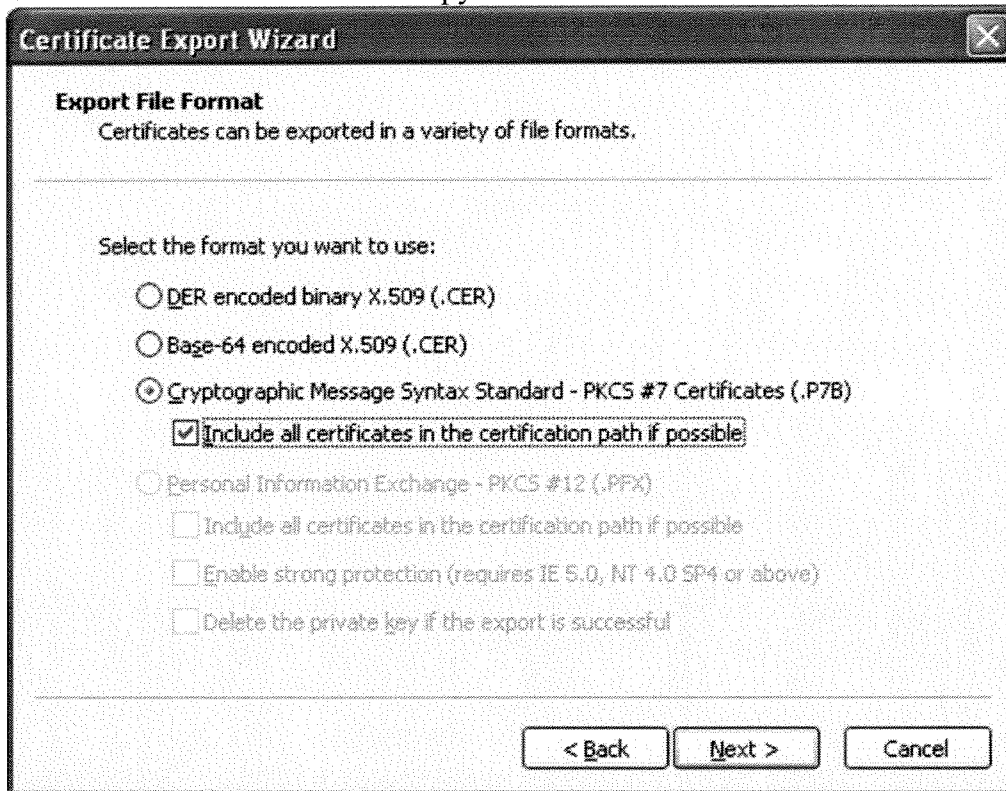 Certificate Export Wizard
Export File Format
Certificates can be exported in a variety of file formats.
Select the format you want to use:
DER encoded binary X.509 (.CER)
Base-64 encoded X.509 (.CER)
Cryptographic Message Syntax Standard - PKCS #7 Certificates (.P7B)
Include all certificates in the certification path if possible
Personal Information Exchange - PKCS #12 (.PFX)
Include all certificates in the certification path if possible
Enable strong protection (requires IE 5.0, NT 4.0 SP4 or above)
Delete the private key if the export is successful
< Back Next > Cancel